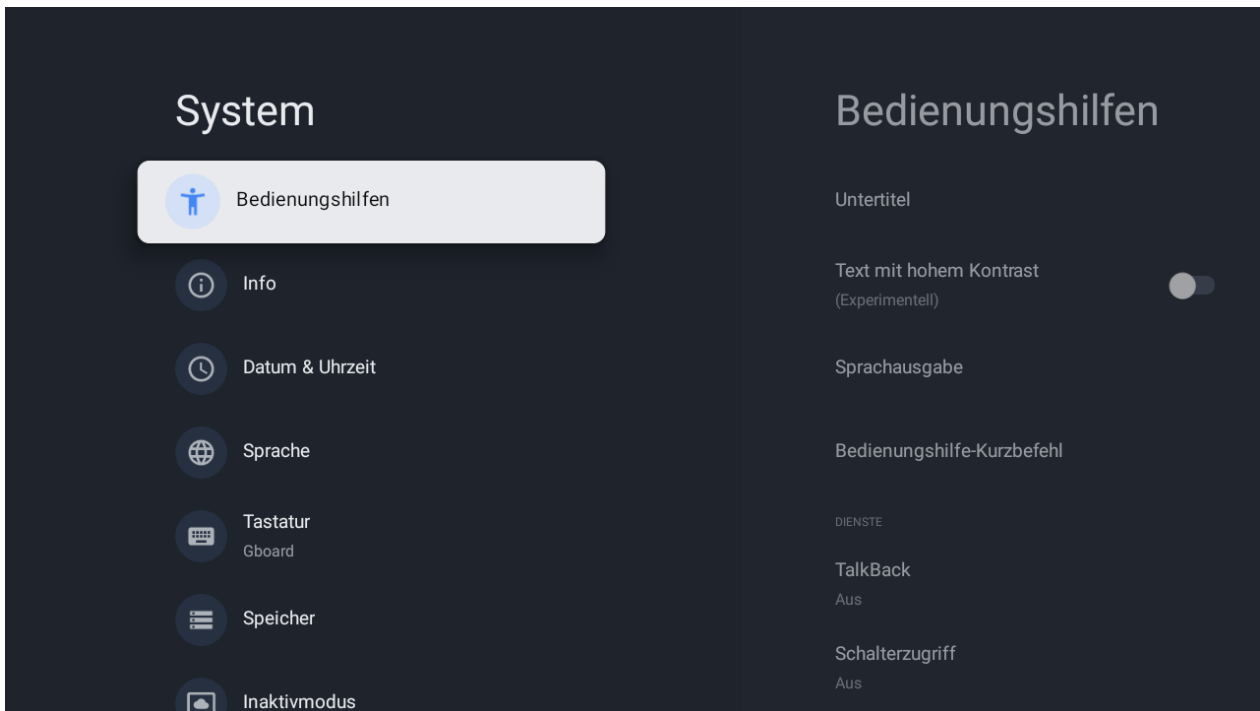 System
Bedienungshilfen
Info
Datum & Uhrzeit
Sprache
Tastatur
Gboard
Speicher
Inaktivmodus
Bedienungshilfen
Untertitel
Text mit hohem Kontrast
(Experimentell)
Sprachausgabe
Bedienungshilfe-Kurzbefehl
DIENSTE
TalkBack
Aus
Schalterzugriff
Aus